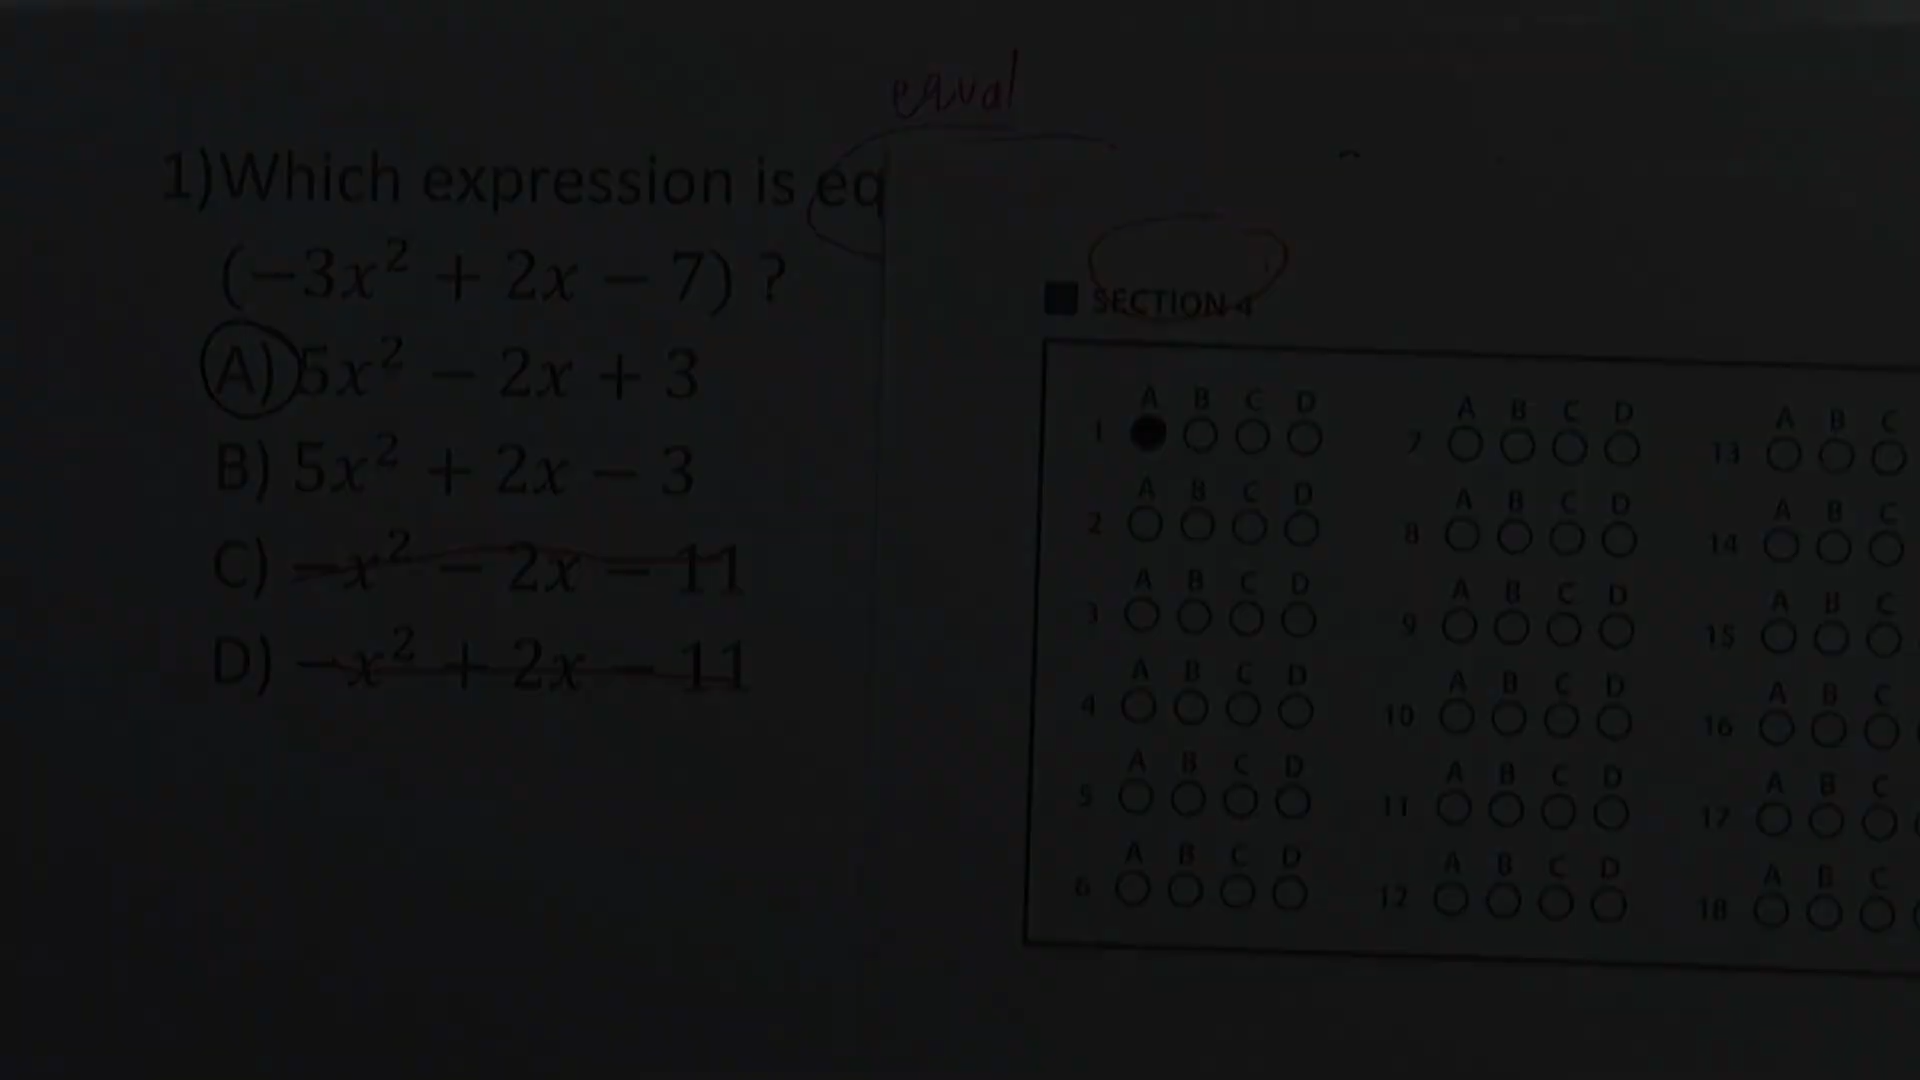 equal
1)Which expression is eq
(−3x² + 2x − 7) ?
A) 5x² − 2x + 3
B) 5x² + 2x − 3
C) −x² − 2x − 11
D) −x² + 2x − 11
SECTION 4
A B C D A B C D A B C
1 7 13
A B C D A B C D A B C
2 8 14
A B C D A B C D A B C
3 9 15
A B C D A B C D A B C
4 10 16
A B C D A B C D A B C
5 11 17
A B C D A B C D A B C
6 12 18